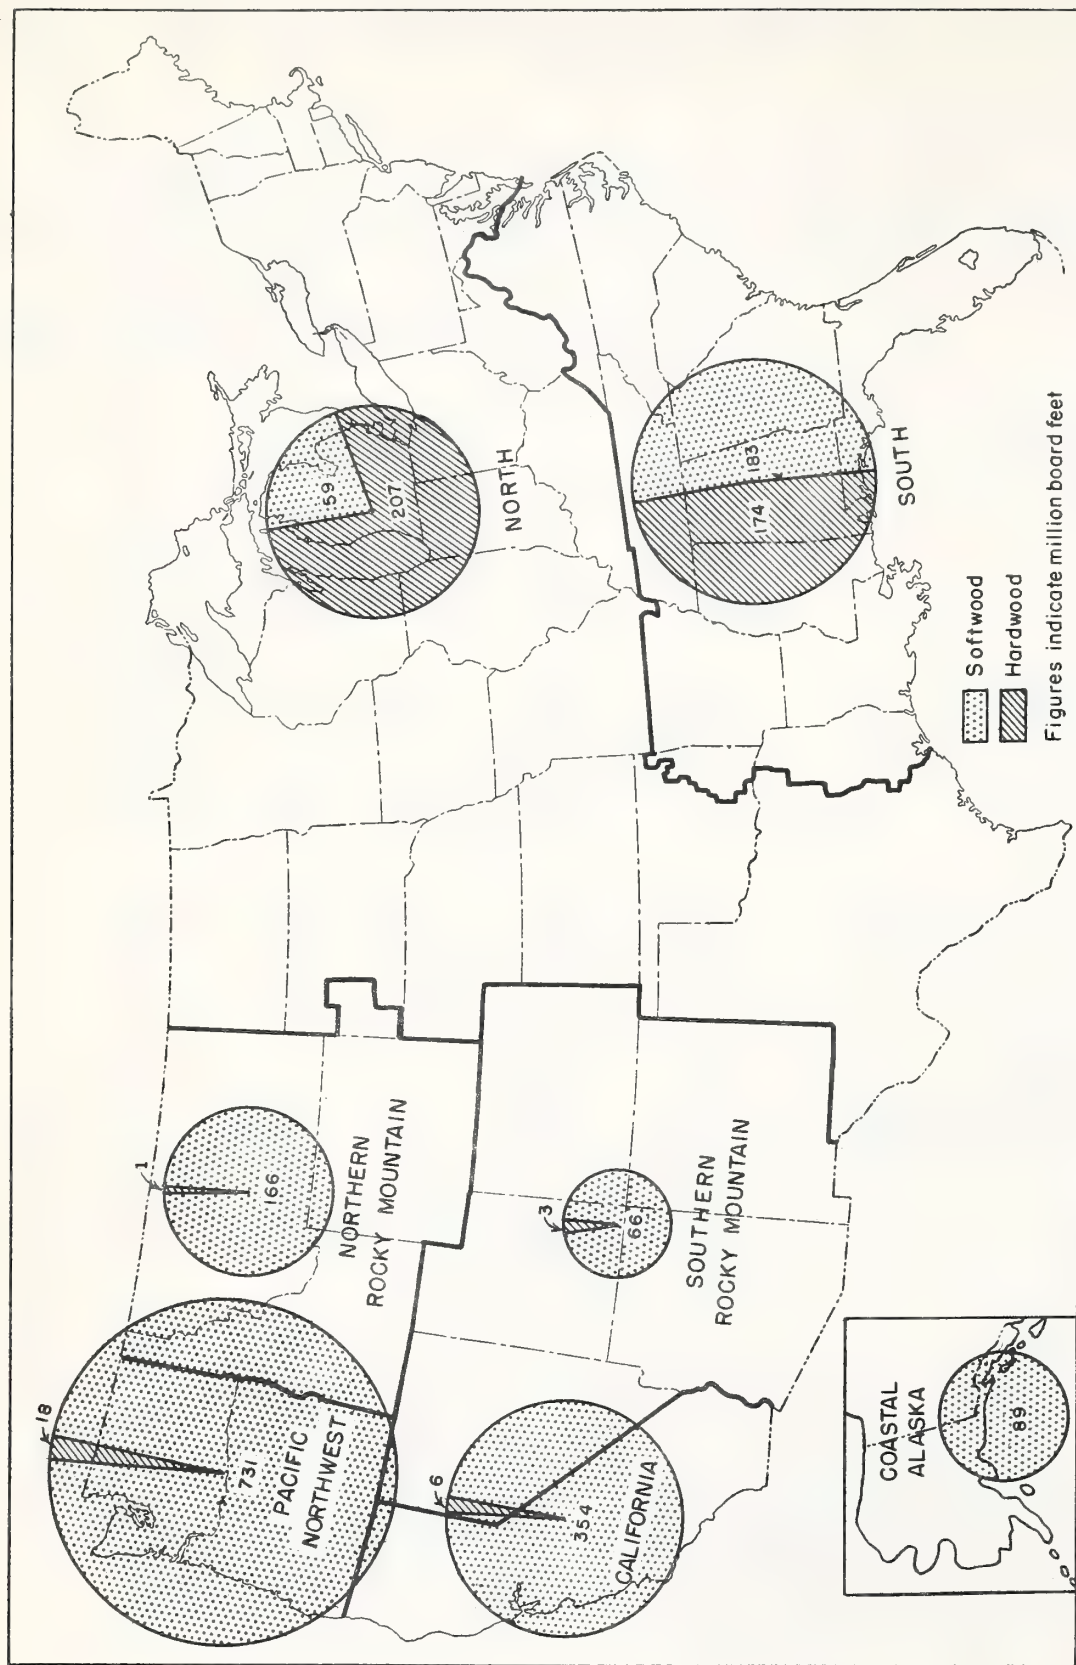 18
731
PACIFIC
NORTHWEST
1
166
NORTHERN
ROCKY MOUNTAIN
6
354
CALIFORNIA
3
66
SOUTHERN
ROCKY MOUNTAIN
59
207
NORTH
183
174
SOUTH
COASTAL
ALASKA
89
Softwood
Hardwood
Figures indicate million board feet